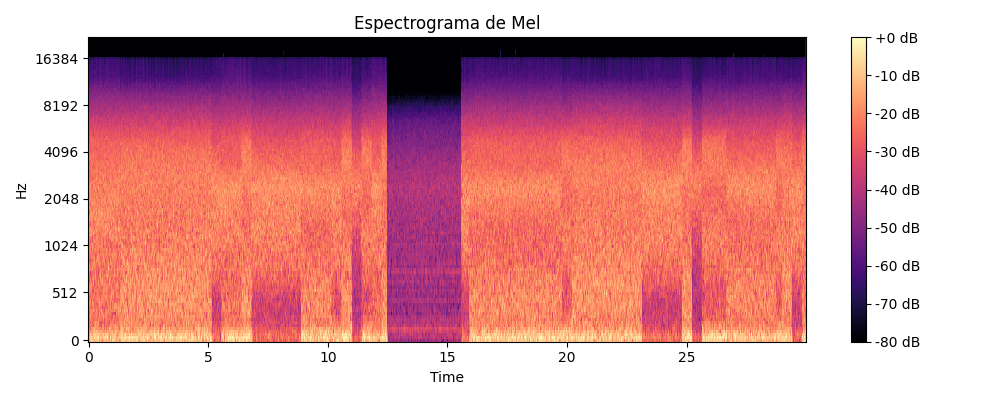 Espectrograma de Mel
Hz
16384
8192
4096
2048
1024
512
0
0 5 10 15 20 25
Time
+0 dB
-10 dB
-20 dB
-30 dB
-40 dB
-50 dB
-60 dB
-70 dB
-80 dB